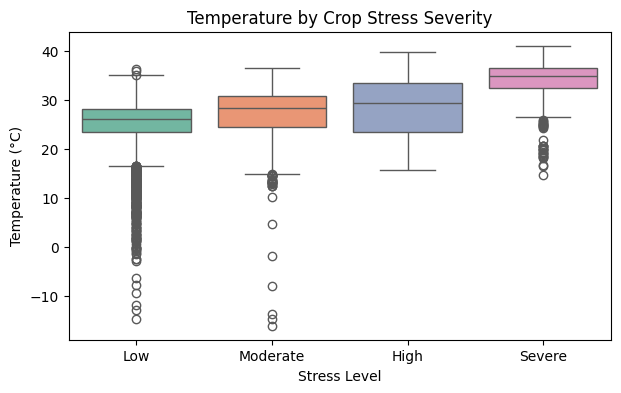 Temperature by Crop Stress Severity
Temperature (°C)
40
30
20
10
0
−10
Low Moderate High Severe
Stress Level